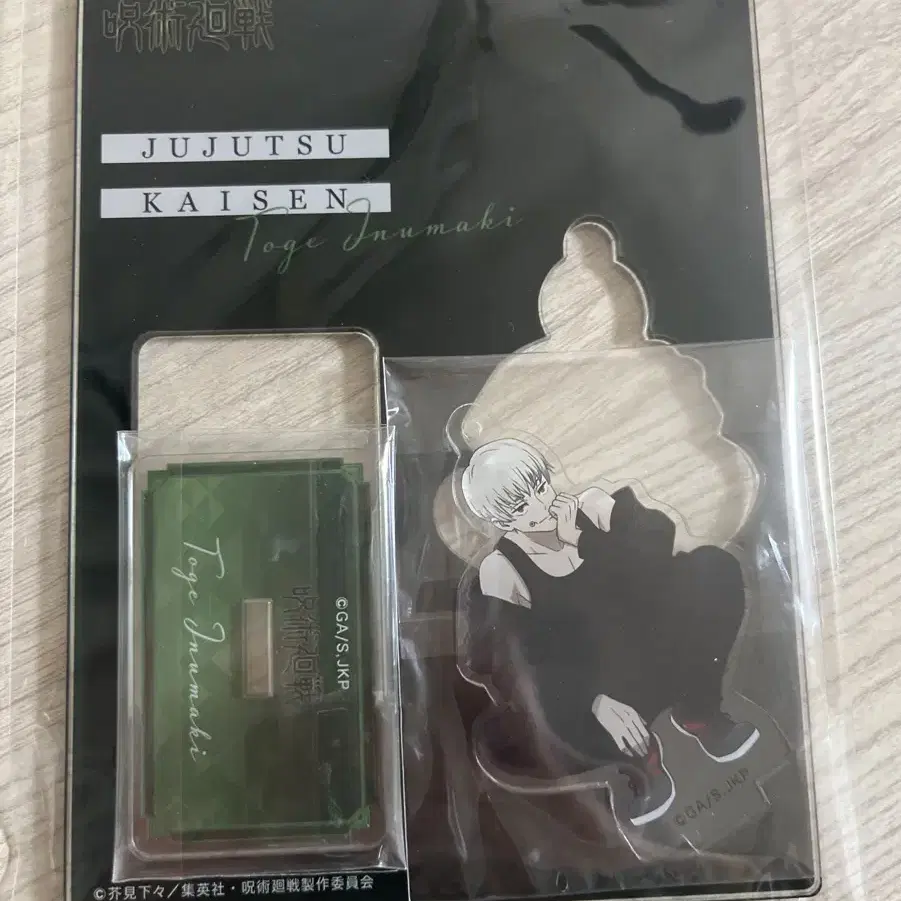 呪術廻戦
JUJUTSU
KAISEN
Toge Inumaki
Toge Inumaki
呪術廻戦
©GA/S,JKP
©GA/S,JKP
©芥見下々/集英社・呪術廻戦製作委員会